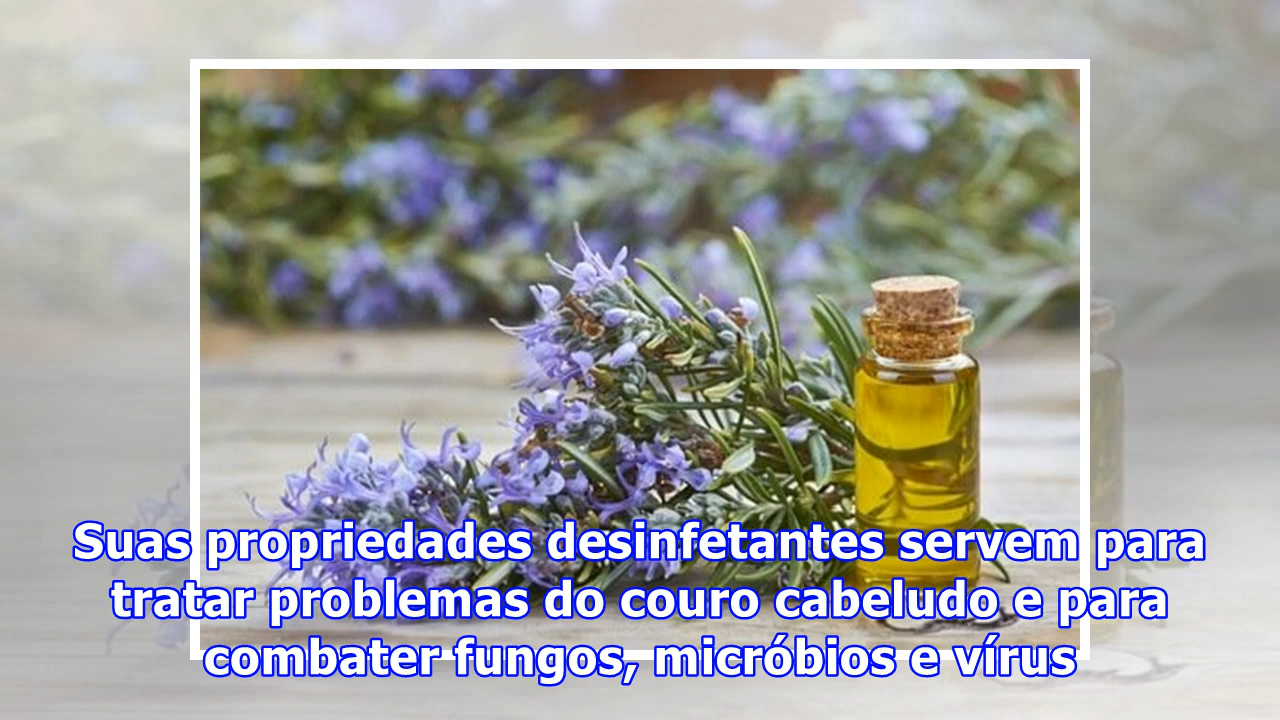 Suas propriedades desinfetantes servem para
tratar problemas do couro cabeludo e para
combater fungos, micróbios e vírus